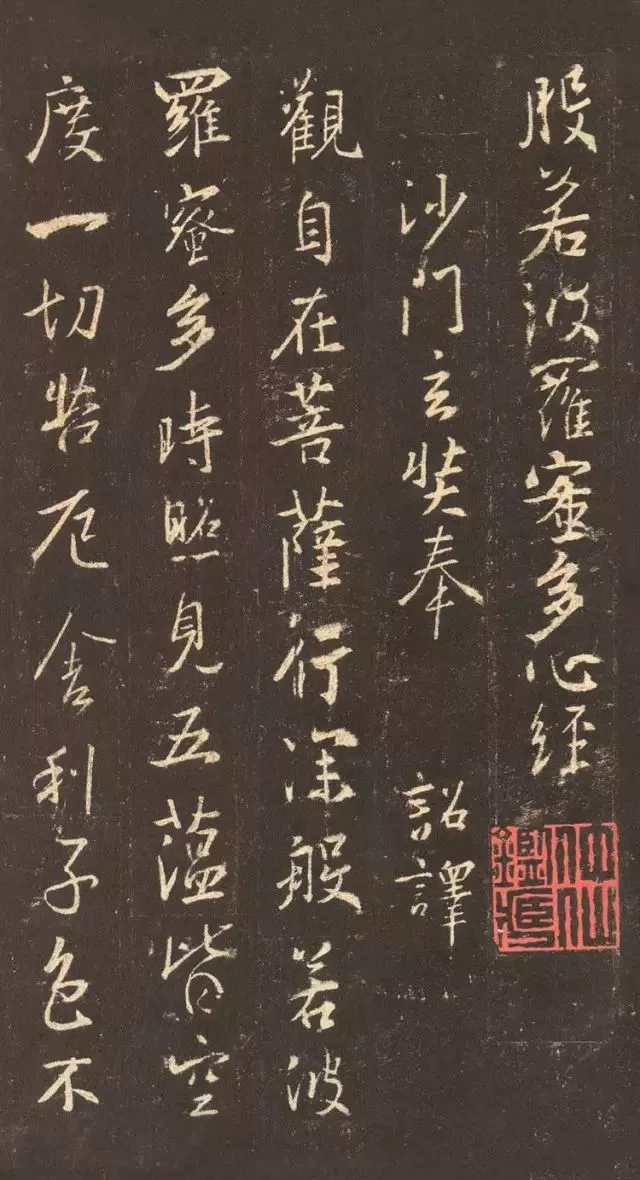 般若波羅蜜多心經
沙門玄奘奉 詔譯
觀自在菩薩行深般若波
羅蜜多時照見五蘊皆空
度一切苦厄舍利子色不